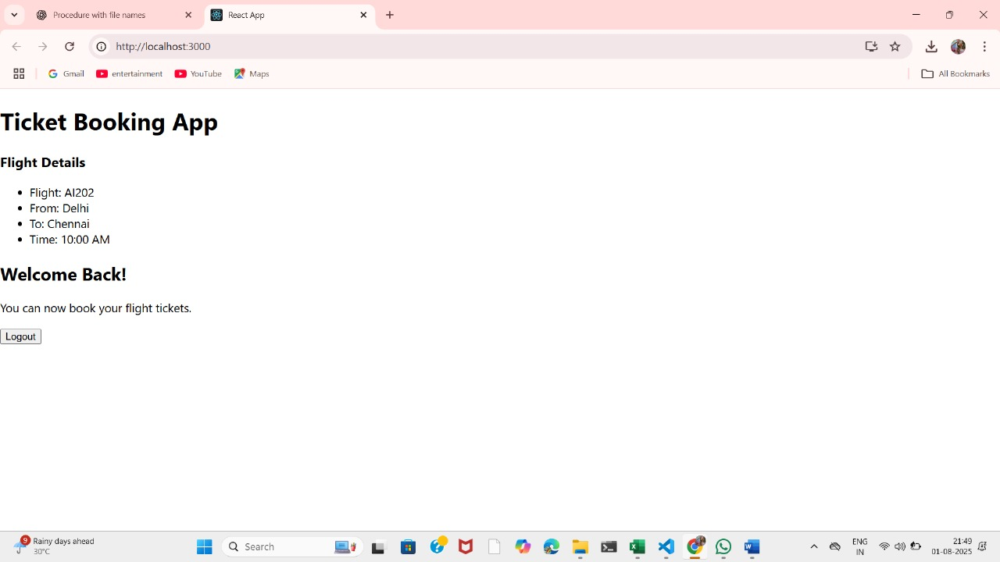 Procedure with file names
React App
http://localhost:3000
Gmail
entertainment
YouTube
Maps
All Bookmarks
Ticket Booking App
Flight Details
Flight: AI202
From: Delhi
To: Chennai
Time: 10:00 AM
Welcome Back!
You can now book your flight tickets.
Logout
9
Rainy days ahead
30°C
Search
ENG
IN
11:49
01-08-2025